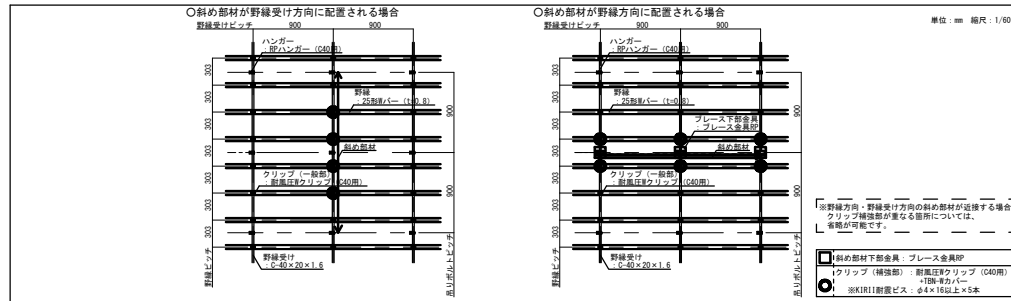 ○斜め部材が野縁受け方向に配置される場合
野縁受けピッチ
900
900
ハンガー
：RPハンガー（C40用）
野縁
：25形Wバー（t=0.8）
斜め部材
クリップ（一般部）
：耐風圧Wクリップ（C40用）
野縁受け
：C-40×20×1.6
303
303
303
303
303
303
303
野縁ピッチ
900
900
吊りボルトピッチ
○斜め部材が野縁方向に配置される場合
野縁受けピッチ
900
900
ハンガー
：RPハンガー（C40用）
野縁
：25形Wバー（t=0.8）
ブレース下部金具
：ブレース金具RP
斜め部材
クリップ（一般部）
：耐風圧Wクリップ（C40用）
野縁受け
：C-40×20×1.6
303
303
303
303
303
303
303
野縁ピッチ
900
900
吊りボルトピッチ
単位：mm 縮尺：1/60
※野縁方向・野縁受け方向の斜め部材が近接する場合
クリップ補強部が重なる箇所については、
省略が可能です。
斜め部材下部金具：ブレース金具RP
クリップ（補強部）：耐風圧Wクリップ（C40用）
+TBN-Wカバー
※KIRII耐震ビス：φ4×16以上×5本